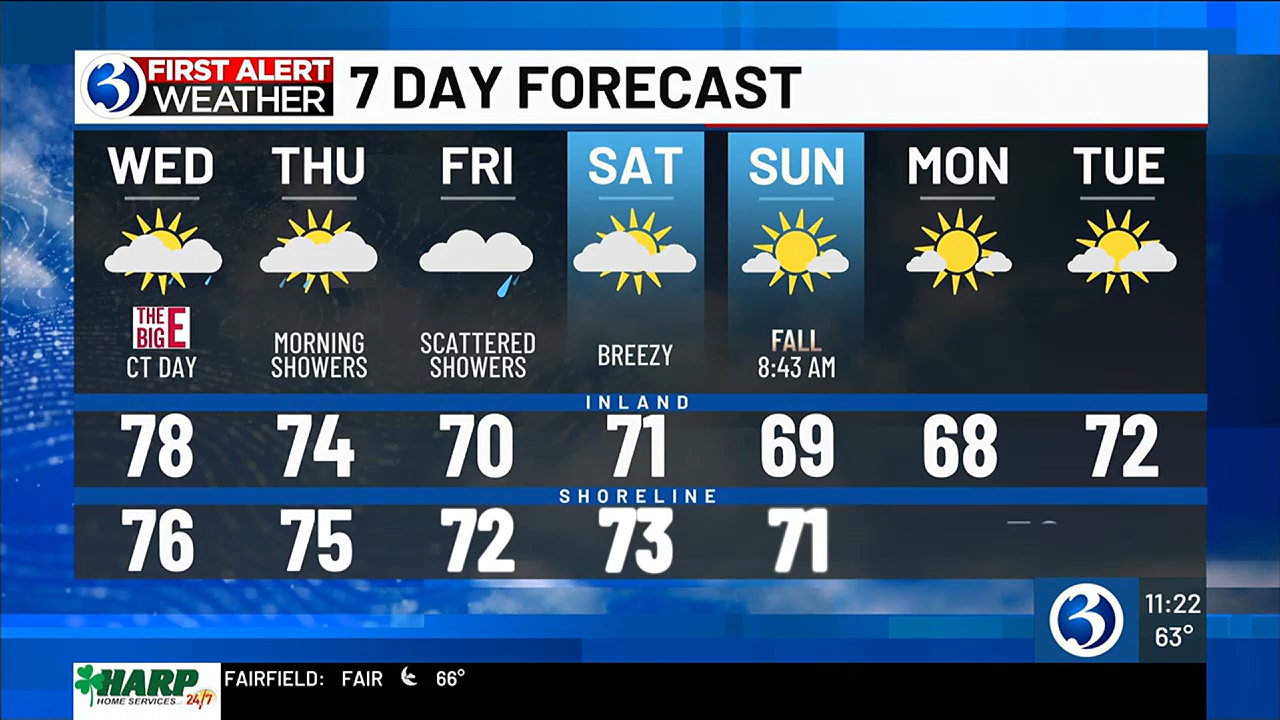 3 FIRST ALERT
WEATHER
7 DAY FORECAST
WED THU FRI SAT SUN MON TUE
THE
BIG E
CT DAY
MORNING
SHOWERS
SCATTERED
SHOWERS
BREEZY
FALL
8:43 AM
INLAND
78 74 70 71 69 68 72
SHORELINE
76 75 72 73 71
3
11:22
63°
HARP
HOME SERVICES 24/7
FAIRFIELD: FAIR 66°